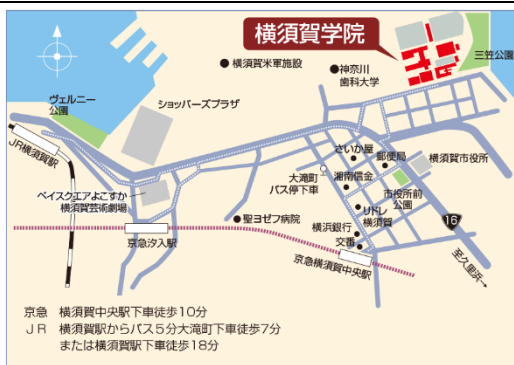 横須賀学院
三笠公園
横須賀米軍施設
神奈川
歯科大学
ヴェルニー
公園
ショッパーズプラザ
JR横須賀駅
さいか屋
郵便局
横須賀市役所
大滝町
バス停下車
湘南信金
市役所前
公園
ベイスクエアよこすか
横須賀芸術劇場
聖ヨゼフ病院
リドレ
横須賀
横浜銀行
交番
16
京急汐入駅
京急横須賀中央駅
至久里浜→
京急 横須賀中央駅下車徒歩10分
JR 横須賀駅からバス5分大滝町下車徒歩7分
または横須賀駅下車徒歩18分